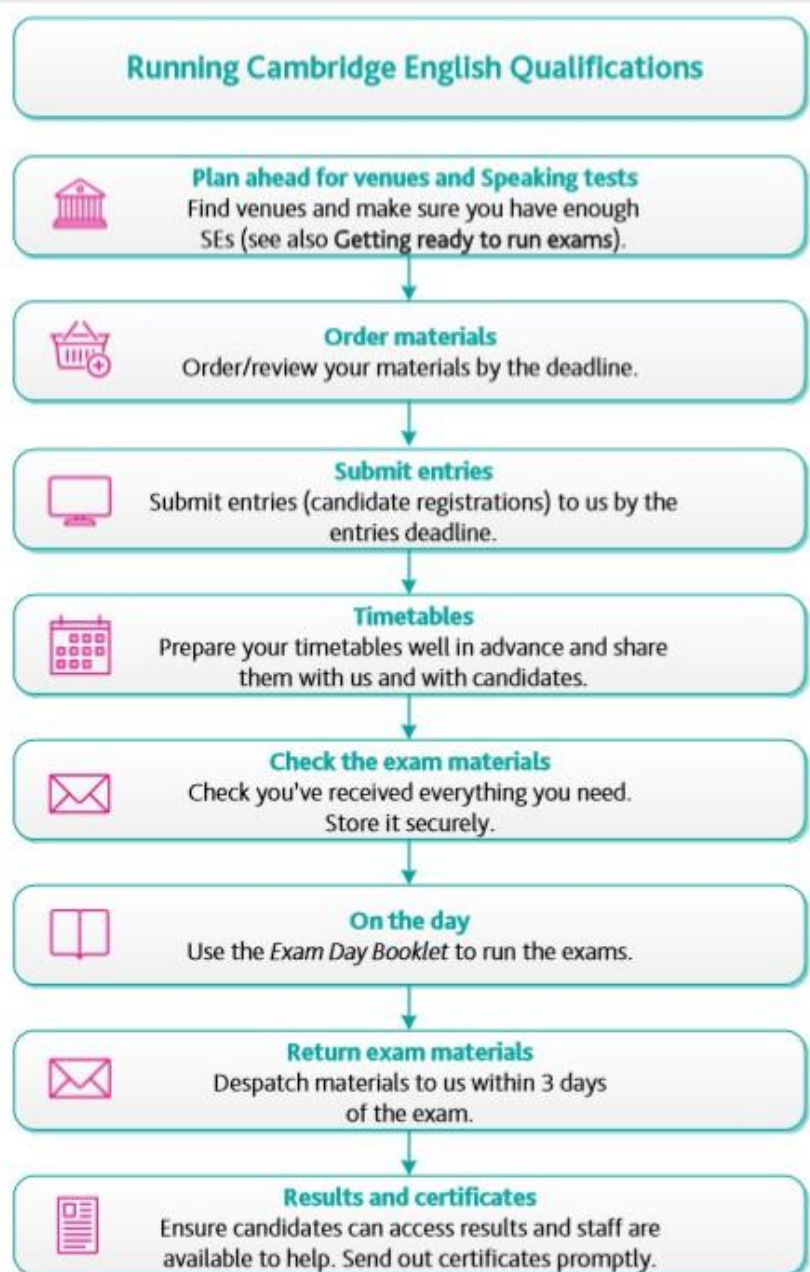 Running Cambridge English Qualifications
Plan ahead for venues and Speaking tests
Find venues and make sure you have enough
SEs (see also Getting ready to run exams).
Order materials
Order/review your materials by the deadline.
Submit entries
Submit entries (candidate registrations) to us by the
entries deadline.
Timetables
Prepare your timetables well in advance and share
them with us and with candidates.
Check the exam materials
Check you've received everything you need.
Store it securely.
On the day
Use the Exam Day Booklet to run the exams.
Return exam materials
Despatch materials to us within 3 days
of the exam.
Results and certificates
Ensure candidates can access results and staff are
available to help. Send out certificates promptly.